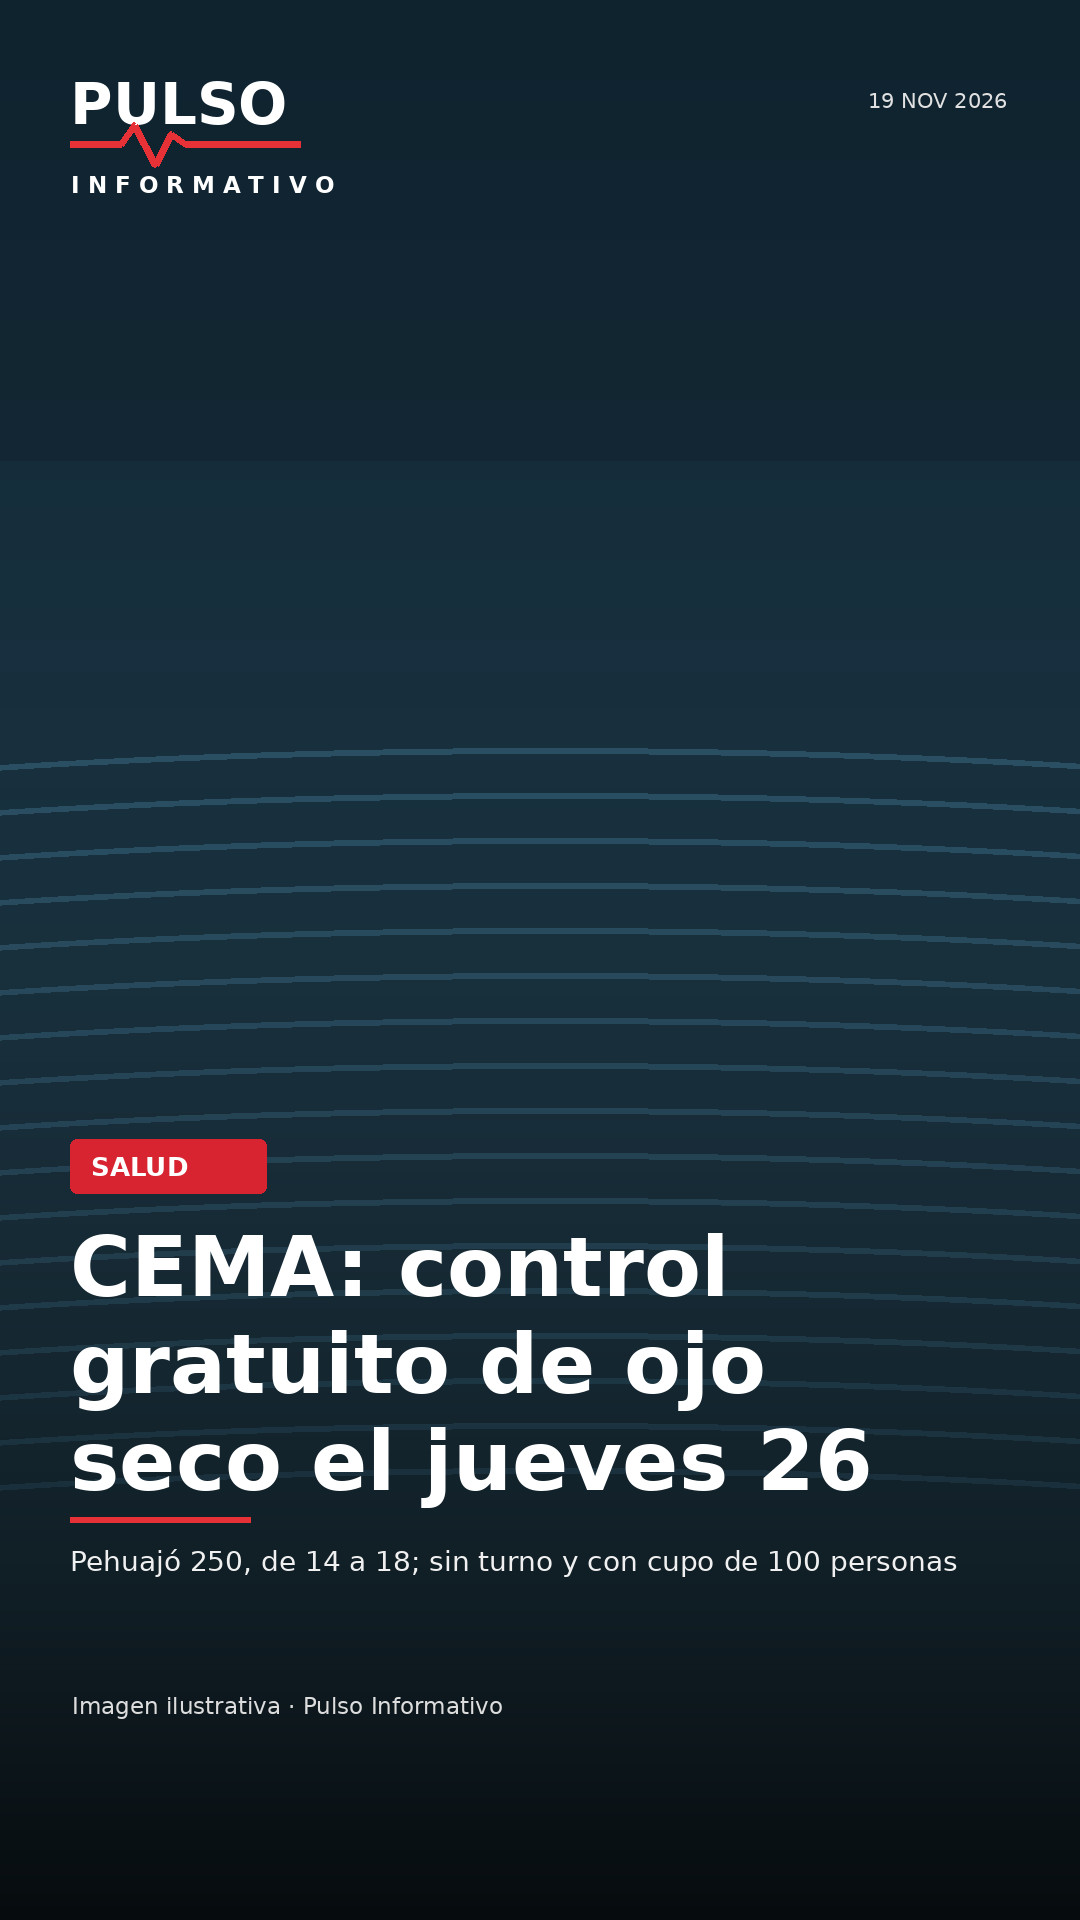 PULSO
INFORMATIVO
19 NOV 2026
SALUD
CEMA: control
gratuito de ojo
seco el jueves 26
Pehuajó 250, de 14 a 18; sin turno y con cupo de 100 personas
Imagen ilustrativa · Pulso Informativo